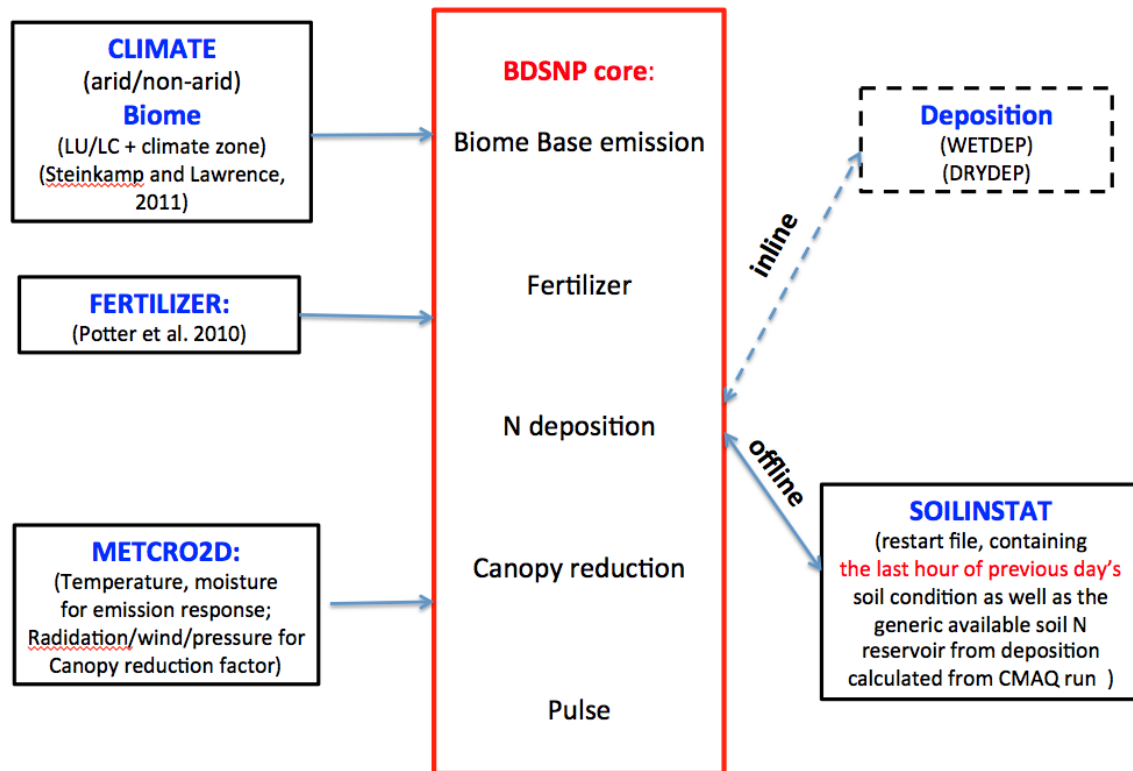 CLIMATE
(arid/non-arid)
Biome
(LU/LC + climate zone)
(Steinkamp and Lawrence,
2011)
FERTILIZER:
(Potter et al. 2010)
METCRO2D:
(Temperature, moisture
for emission response;
Radidation/wind/pressure for
Canopy reduction factor)
BDSNP core:
Biome Base emission
Fertilizer
N deposition
Canopy reduction
Pulse
inline
offline
Deposition
(WETDEP)
(DRYDEP)
SOILINSTAT
(restart file, containing
the last hour of previous day’s
soil condition as well as the
generic available soil N
reservoir from deposition
calculated from CMAQ run )